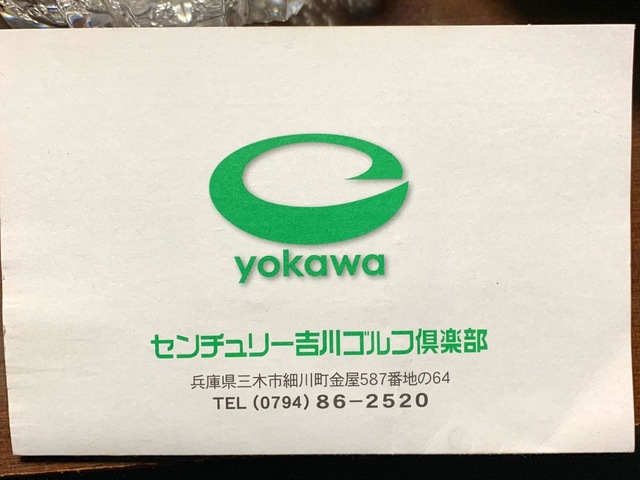 yokawa
センチュリー吉川ゴルフ倶楽部
兵庫県三木市細川町金屋587番地の64
TEL (0794) 86-2520